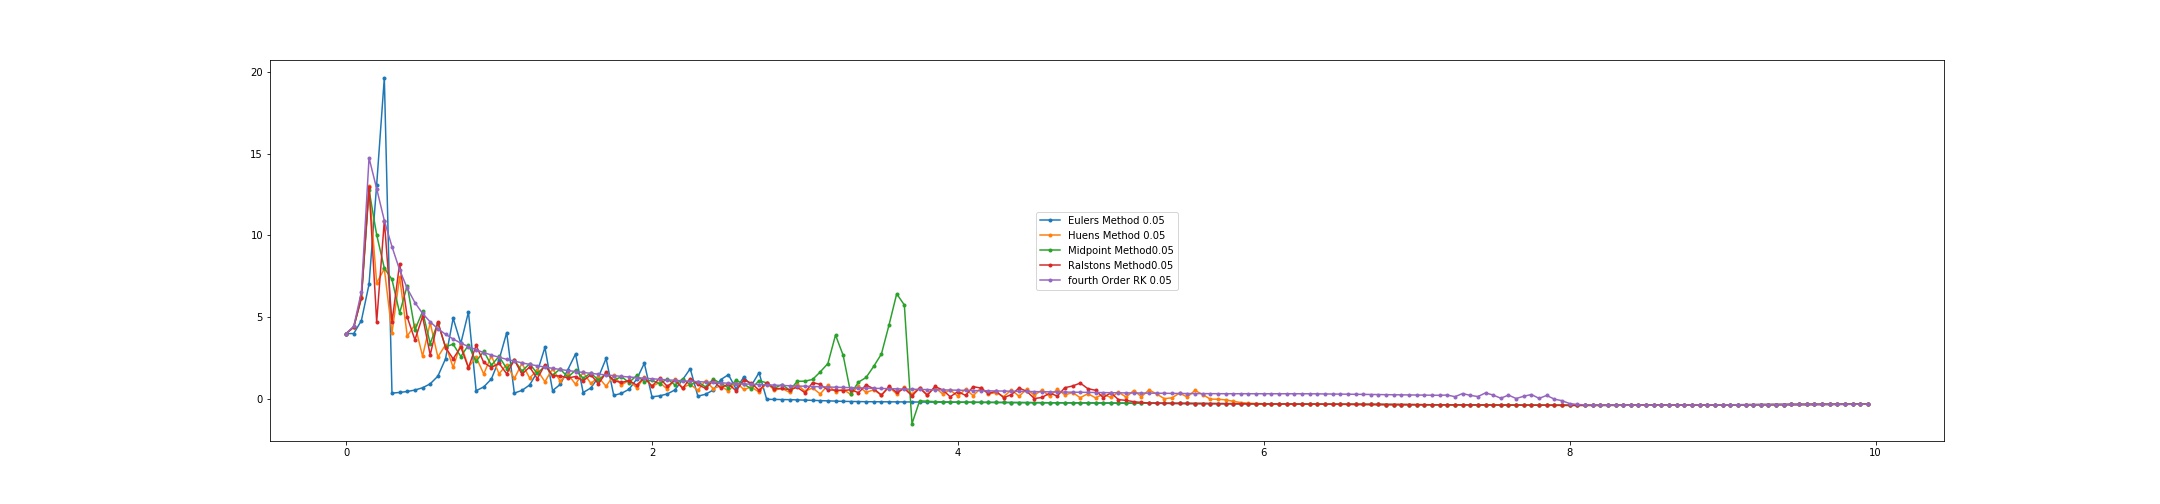 20
15
10
5
0
Eulers Method 0.05
Huens Method 0.05
Midpoint Method0.05
Ralstons Method0.05
fourth Order RK 0.05
0 2 4 6 8 10